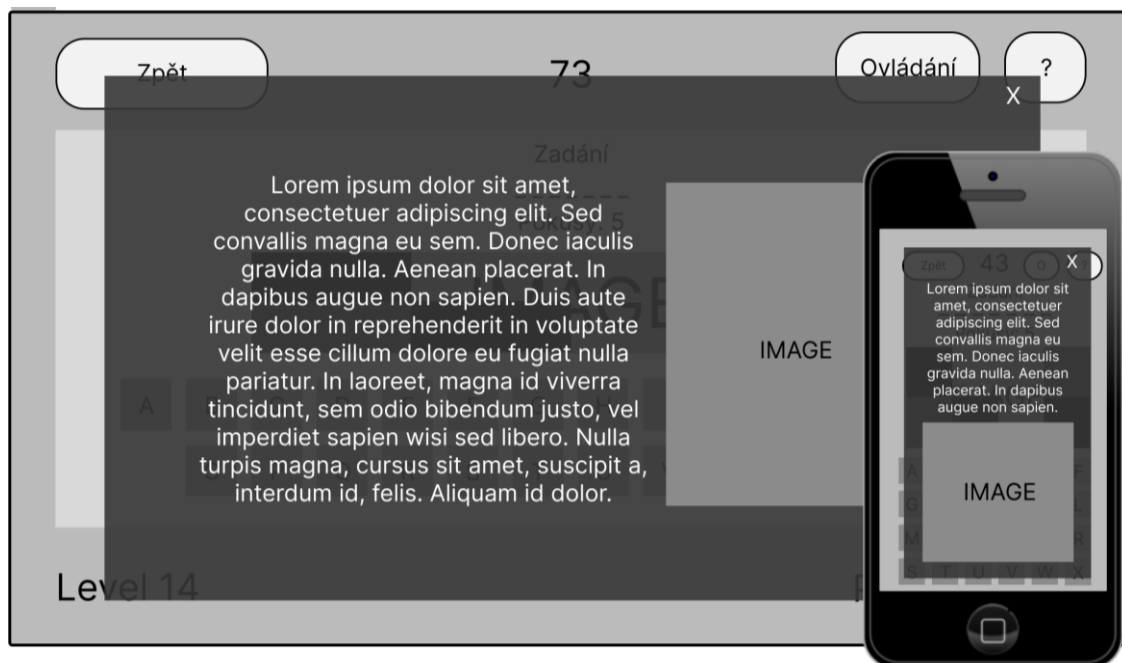 Zpět
73
Ovládání
?
X
Zadání
Pokusy: 5
Lorem ipsum dolor sit amet,
consectetuer adipiscing elit. Sed
convallis magna eu sem. Donec iaculis
gravida nulla. Aenean placerat. In
dapibus augue non sapien. Duis aute
irure dolor in reprehenderit in voluptate
velit esse cillum dolore eu fugiat nulla
pariatur. In laoreet, magna id viverra
tincidunt, sem odio bibendum justo, vel
imperdiet sapien wisi sed libero. Nulla
turpis magna, cursus sit amet, suscipit a,
interdum id, felis. Aliquam id dolor.
IMAGE
IMAGE
A B C D E F G H
Level 14
Zpět 43 O ?
X
Lorem ipsum dolor sit
amet, consectetuer
adipiscing elit. Sed
convallis magna eu
sem. Donec iaculis
gravida nulla. Aenean
placerat. In dapibus
augue non sapien.
IMAGE
A F
G L
M R
S T U V W X